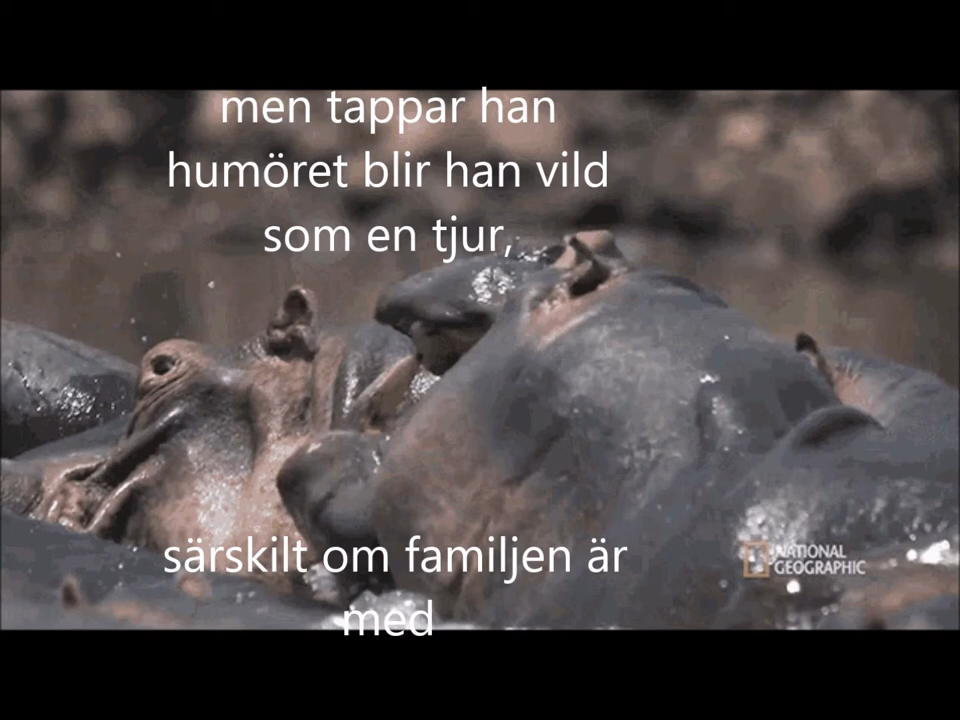 men tappar han
humöret blir han vild
som en tjur,
särskilt om familjen är
med
NATIONAL
GEOGRAPHIC